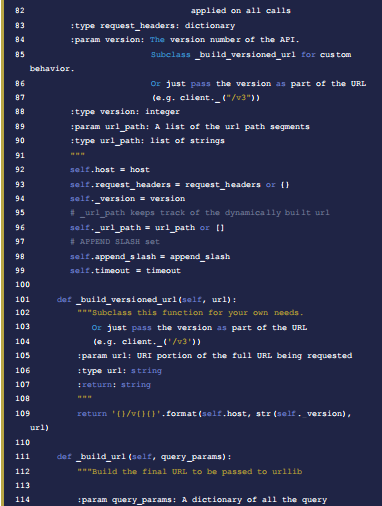 82 applied on all calls
83 :type request_headers: dictionary
84 :param version: The version number of the API.
85 Subclass _build_versioned_url for custom
behavior.
86 Or just pass the version as part of the URL
87 (e.g. client._("/v3"))
88 :type version: integer
89 :param url_path: A list of the url path segments
90 :type url_path: list of strings
91 """
92 self.host = host
93 self.request_headers = request_headers or {}
94 self._version = version
95 # _url_path keeps track of the dynamically built url
96 self._url_path = url_path or []
97 # APPEND SLASH set
98 self.append_slash = append_slash
99 self.timeout = timeout
100
101 def _build_versioned_url(self, url):
102 """Subclass this function for your own needs.
103 Or just pass the version as part of the URL
104 (e.g. client._('/v3'))
105 :param url: URI portion of the full URL being requested
106 :type url: string
107 :return: string
108 """
109 return '{}/v{}{}'.format(self.host, str(self._version),
url)
110
111 def _build_url(self, query_params):
112 """Build the final URL to be passed to urllib
113
114 :param query_params: A dictionary of all the query